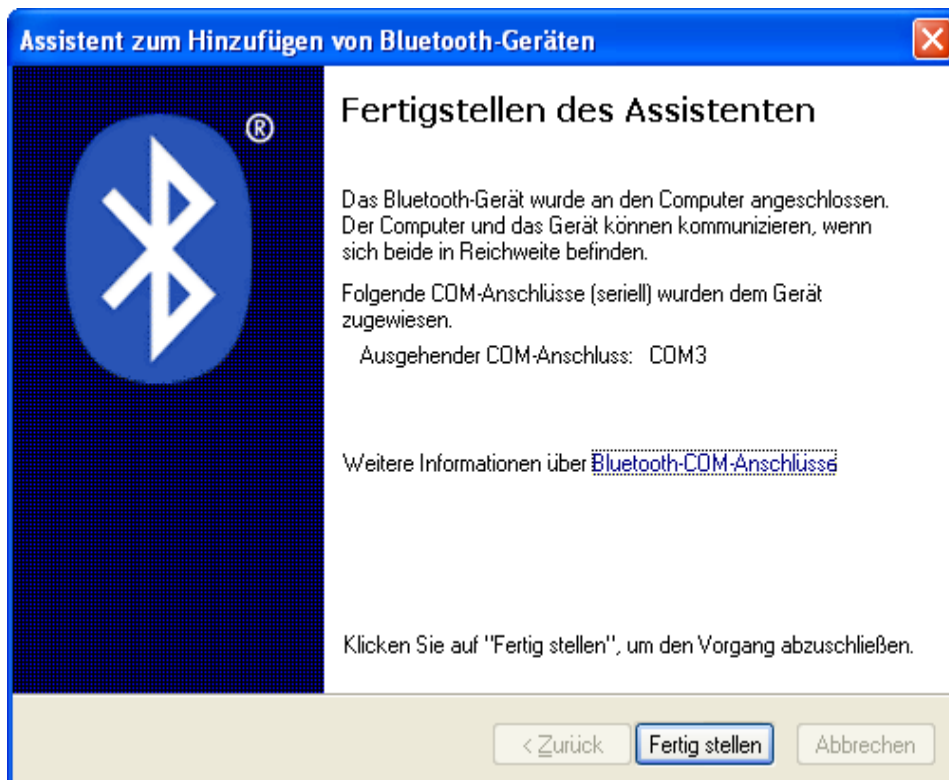 Assistent zum Hinzufügen von Bluetooth-Geräten
®
Fertigstellen des Assistenten
Das Bluetooth-Gerät wurde an den Computer angeschlossen.
Der Computer und das Gerät können kommunizieren, wenn
sich beide in Reichweite befinden.
Folgende COM-Anschlüsse (seriell) wurden dem Gerät
zugewiesen.
Ausgehender COM-Anschluss: COM3
Weitere Informationen über Bluetooth-COM-Anschlüsse
Klicken Sie auf "Fertig stellen", um den Vorgang abzuschließen.
< Zurück Fertig stellen Abbrechen